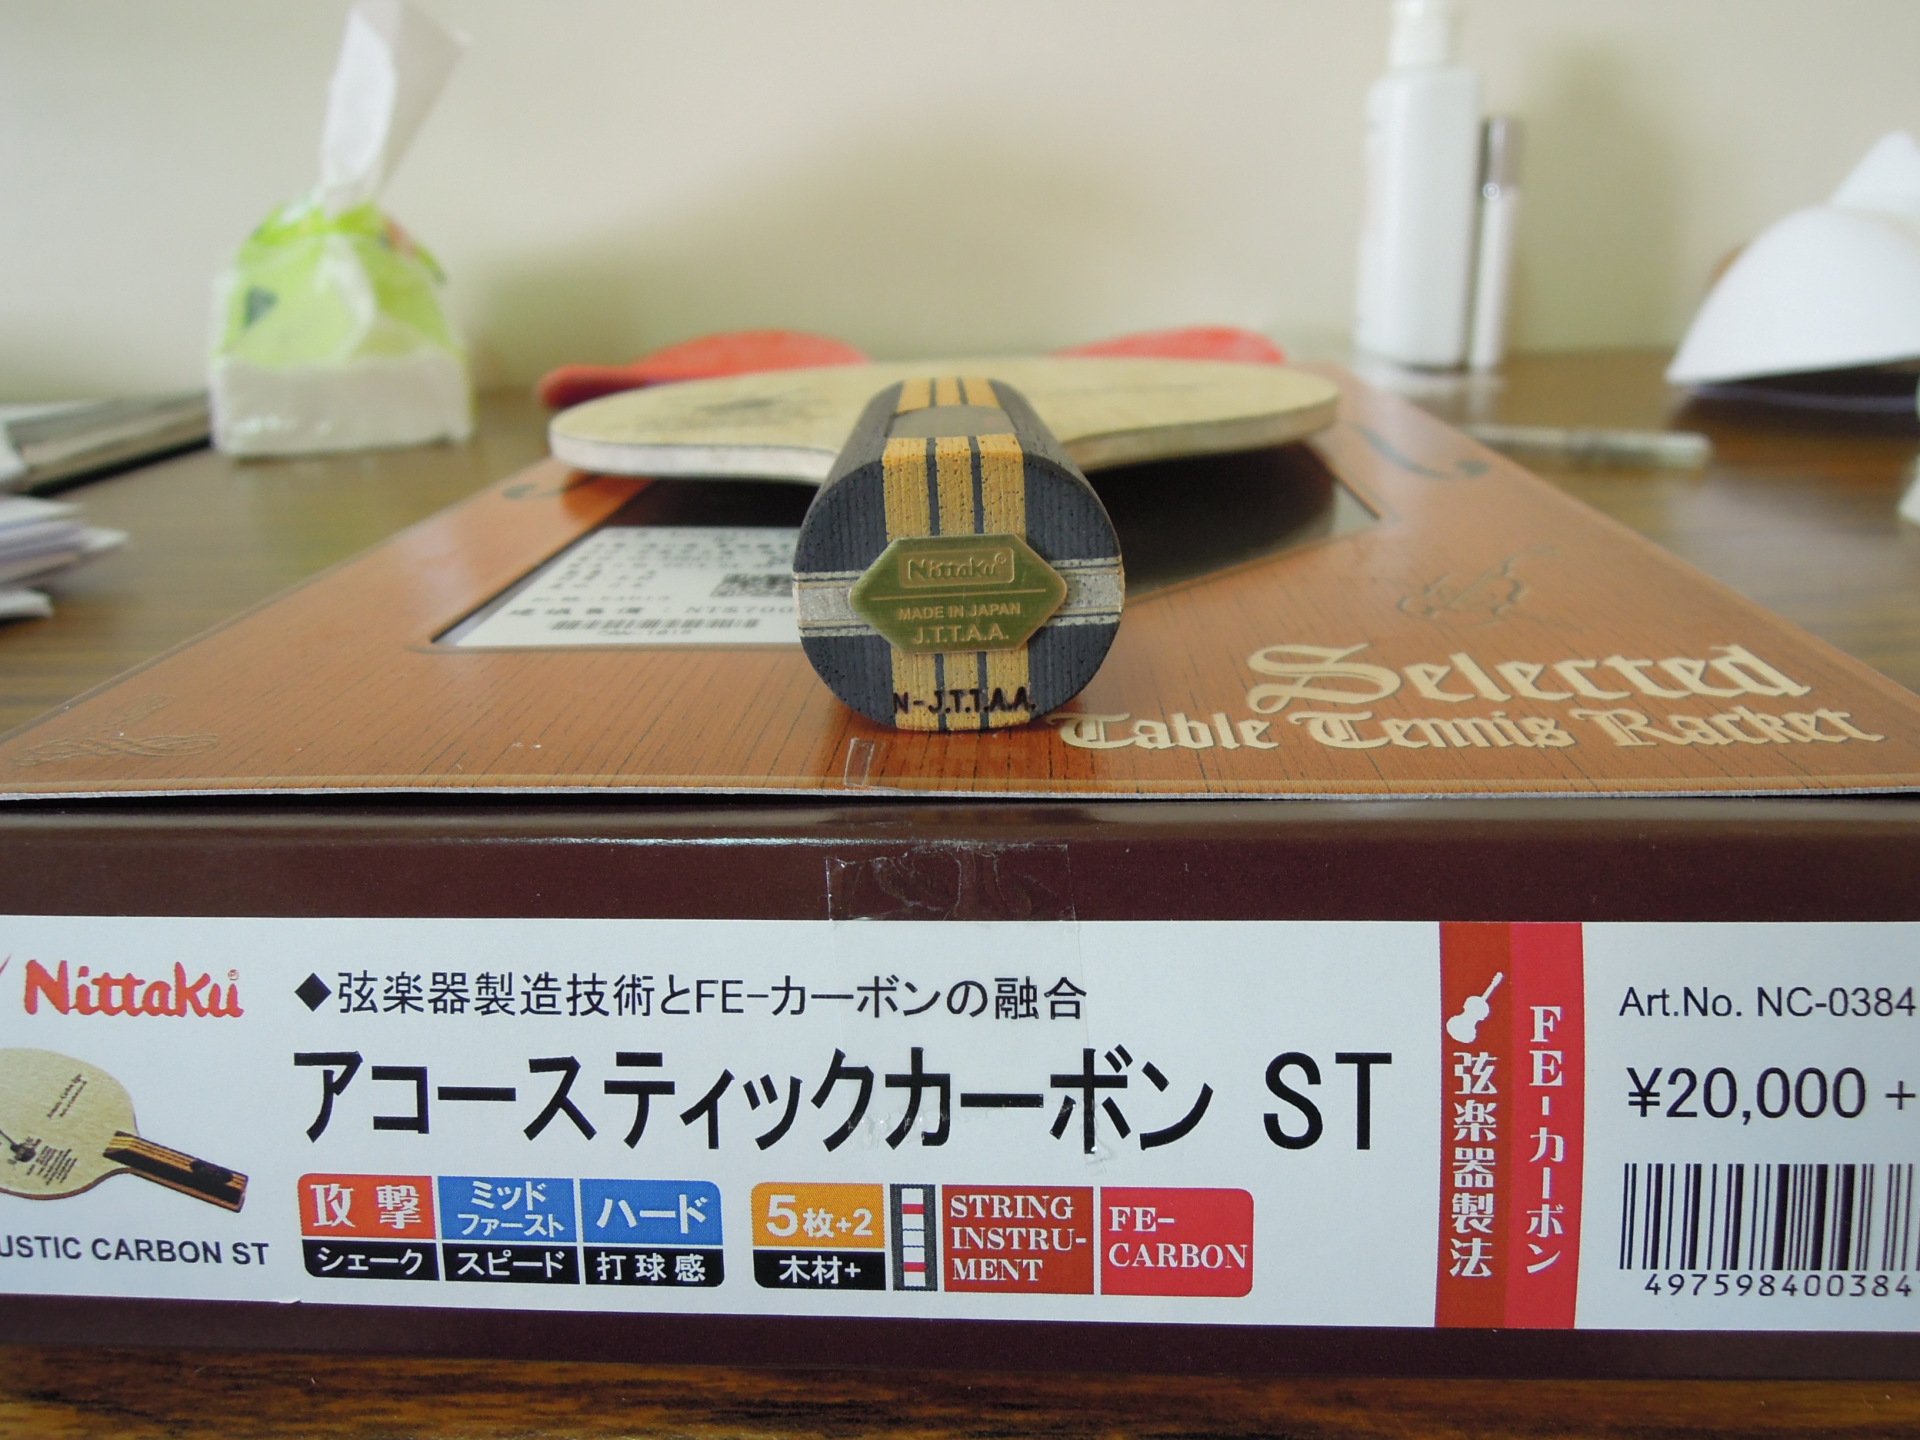 Nittaku
MADE IN JAPAN
J.T.T.A.A.
N-J.T.T.A.A.
Selected
Table Tennis Racket
Nittaku
USTIC CARBON ST
◆弦楽器製造技術とFE-カーボンの融合
アコースティックカーボン ST
攻撃
シェーク
ミッド
ファースト
スピード
ハード
打球感
5枚+2
木材+
STRING
INSTRU-
MENT
FE-
CARBON
弦楽器製法
FE-カーボン
Art.No. NC-0384
¥20,000 +
497598400384